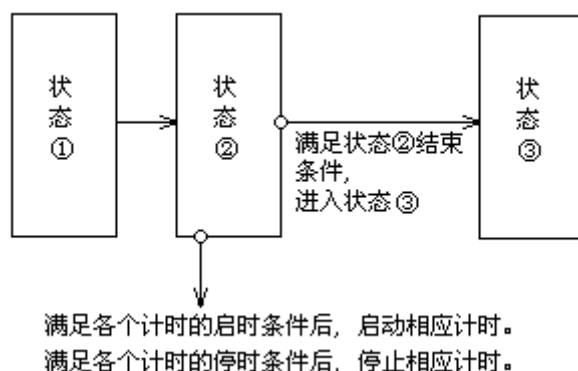 状态①
状态②
状态③
满足状态②结束
条件,
进入状态③
满足各个计时的启时条件后, 启动相应计时。
满足各个计时的停时条件后, 停止相应计时。